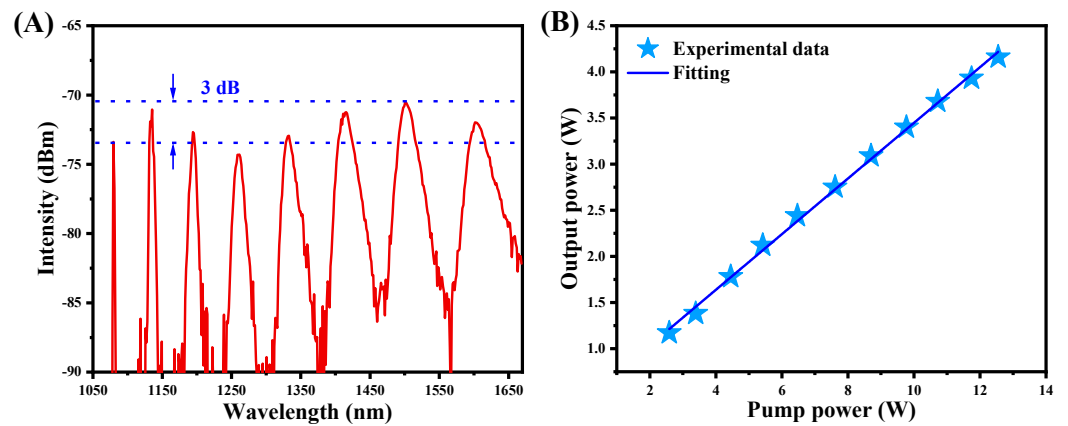 (A)
3 dB
Intensity (dBm)
-65
-70
-75
-80
-85
-90
1050 1150 1250 1350 1450 1550 1650
Wavelength (nm)
(B)
Experimental data
Fitting
Output power (W)
4.5
4.0
3.5
3.0
2.5
2.0
1.5
1.0
2 4 6 8 10 12 14
Pump power (W)